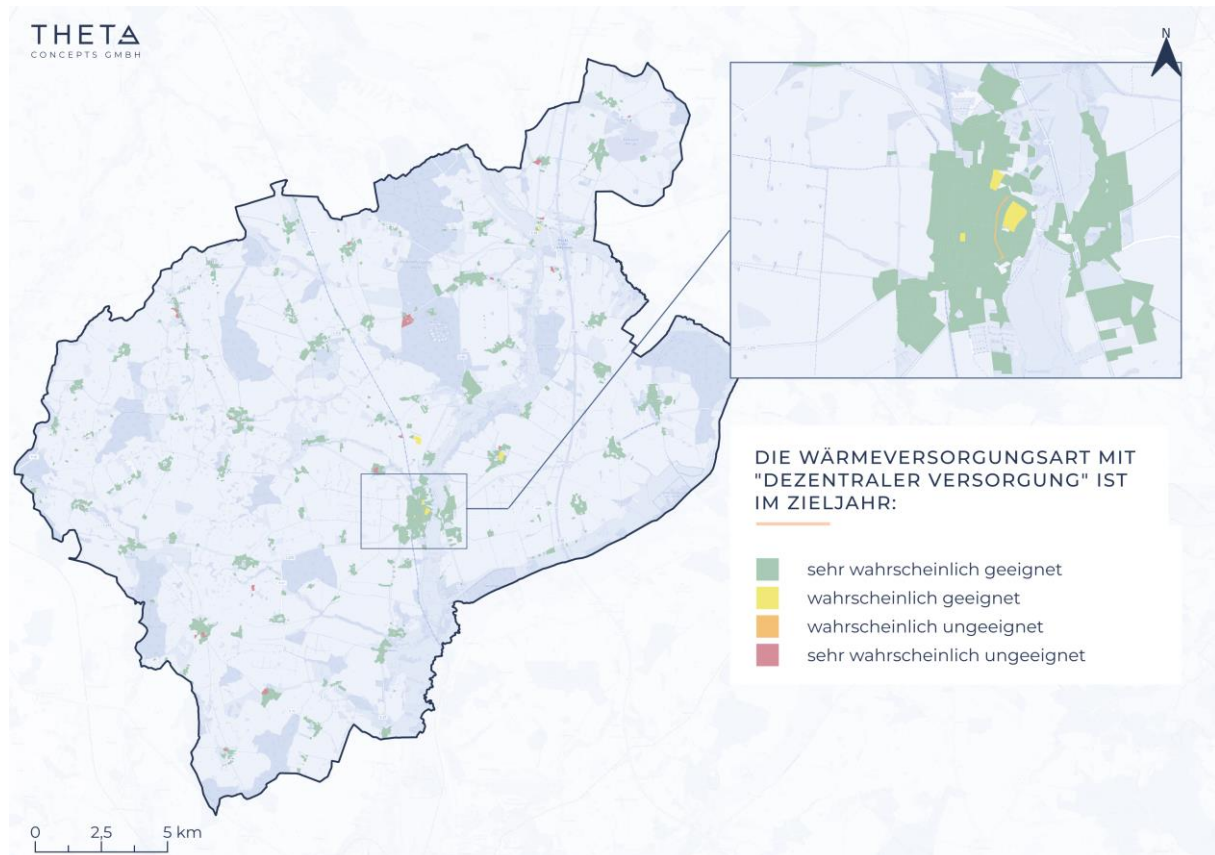 THETA
CONCEPTS GMBH
N
DIE WÄRMEVERSORGUNGSART MIT
"DEZENTRALER VERSORGUNG" IST
IM ZIELJAHR:
sehr wahrscheinlich geeignet
wahrscheinlich geeignet
wahrscheinlich ungeeignet
sehr wahrscheinlich ungeeignet
0 2,5 5 km